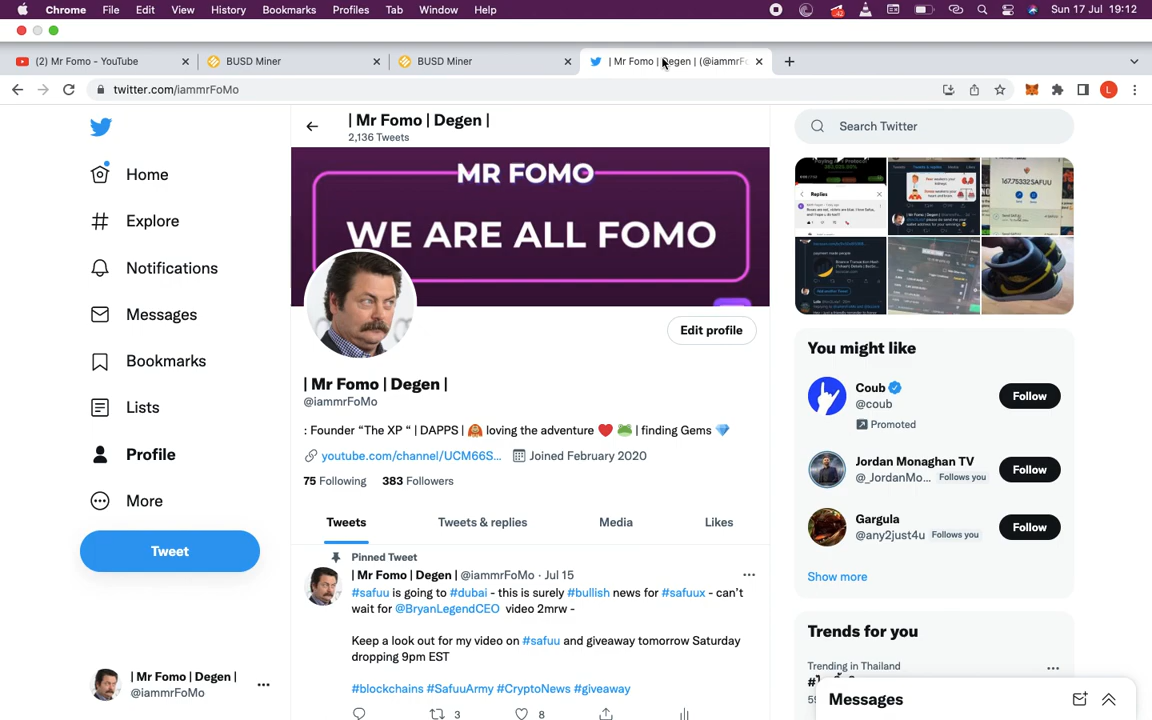 Chrome File Edit View History Bookmarks Profiles Tab Window Help Sun 17 Jul 19:12
(2) Mr Fomo - YouTube
BUSD Miner
BUSD Miner
| Mr Fomo | Degen | (@iammrFo
twitter.com/iammrFoMo
L
| Mr Fomo | Degen |
2,136 Tweets
Search Twitter
MR FOMO
WE ARE ALL FOMO
Home
Explore
Notifications
Messages
Bookmarks
Lists
Profile
More
Tweet
Edit profile
| Mr Fomo | Degen |
@iammrFoMo
: Founder “The XP “ | DAPPS | 🙈 loving the adventure ❤️ 🐸 | finding Gems 💎
youtube.com/channel/UCM66S... Joined February 2020
75 Following 383 Followers
Tweets Tweets & replies Media Likes
Pinned Tweet
| Mr Fomo | Degen | @iammrFoMo · Jul 15
#safuu is going to #dubai - this is surely #bullish news for #safuux - can’t
wait for @BryanLegendCEO video 2mrw -
Keep a look out for my video on #safuu and giveaway tomorrow Saturday
dropping 9pm EST
#blockchains #SafuuArmy #CryptoNews #giveaway
3 8
Replies
167.75332 SAFUU
You might like
Coub
@coub
Promoted
Follow
Jordan Monaghan TV
@_JordanMo... Follows you
Follow
Gargula
@any2just4u Follows you
Follow
Show more
Trends for you
Trending in Thailand
Messages
| Mr Fomo | Degen |
@iammrFoMo